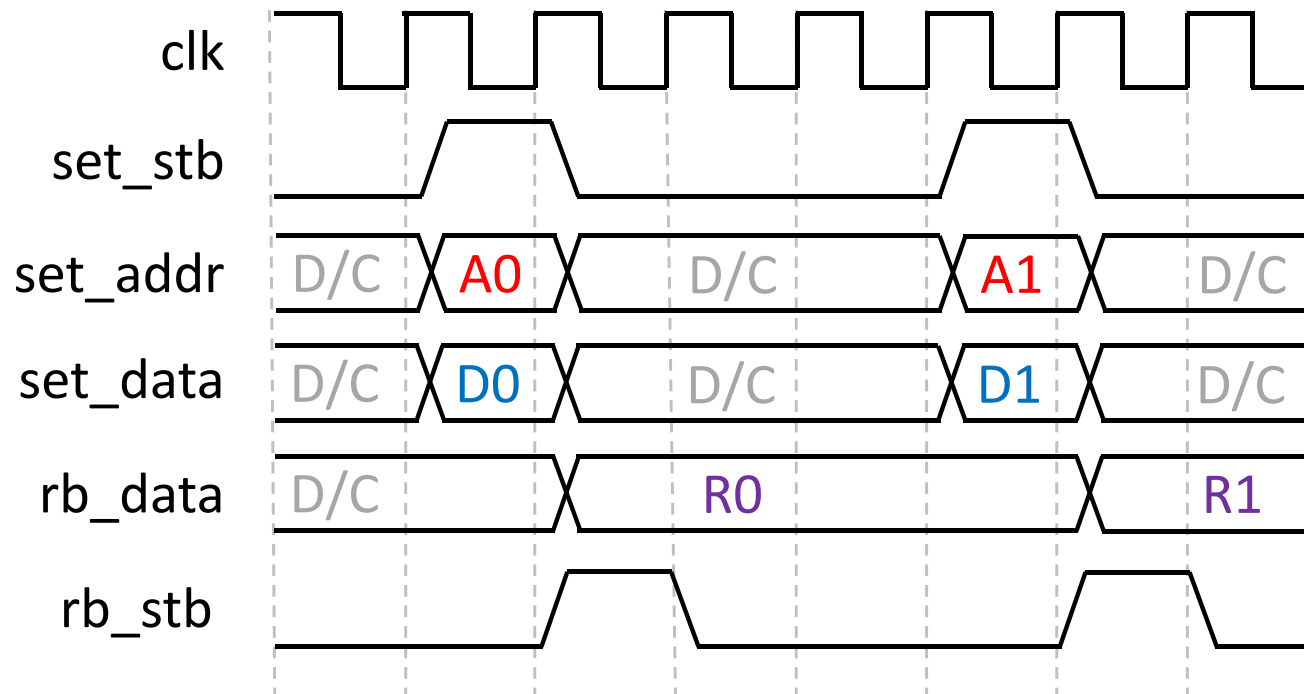 clk
set_stb
set_addr D/C A0 D/C A1 D/C
set_data D/C D0 D/C D1 D/C
rb_data D/C R0 R1
rb_stb